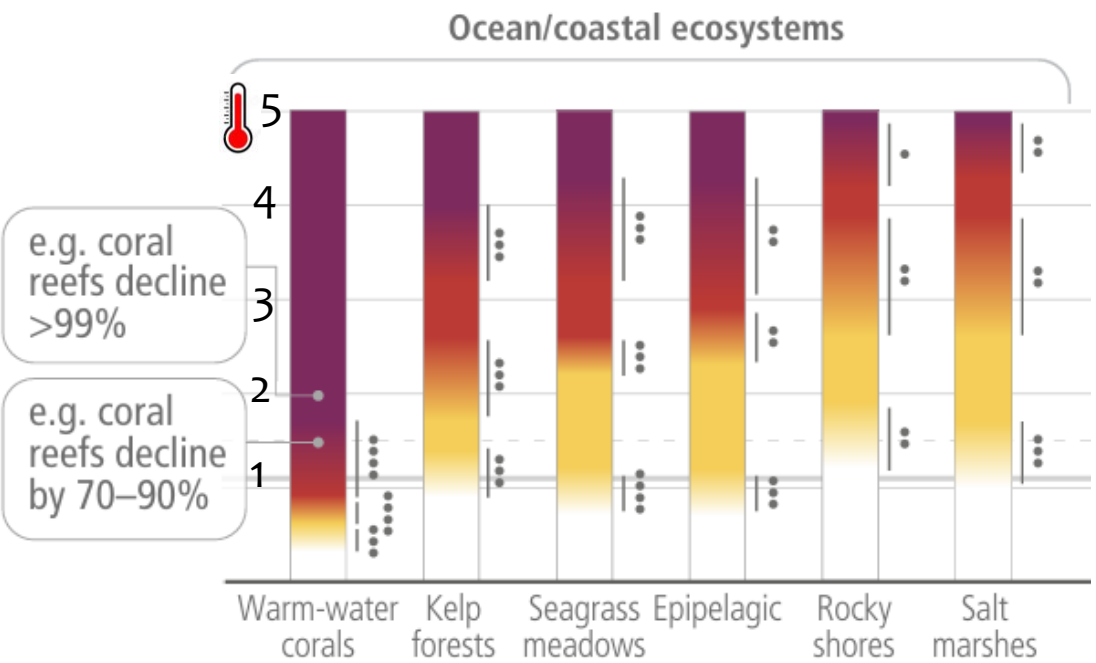 Ocean/coastal ecosystems
5
4
3
2
1
e.g. coral
reefs decline
>99%
e.g. coral
reefs decline
by 70–90%
Warm-water
corals
Kelp
forests
Seagrass
meadows
Epipelagic
Rocky
shores
Salt
marshes